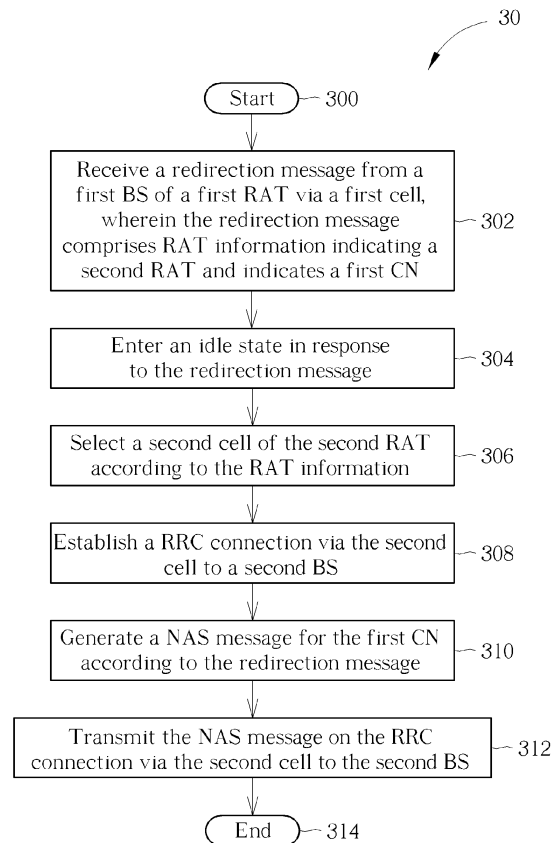 30
Start
300
Receive a redirection message from a
first BS of a first RAT via a first cell,
wherein the redirection message
comprises RAT information indicating a
second RAT and indicates a first CN
302
Enter an idle state in response
to the redirection message
304
Select a second cell of the second RAT
according to the RAT information
306
Establish a RRC connection via the second
cell to a second BS
308
Generate a NAS message for the first CN
according to the redirection message
310
Transmit the NAS message on the RRC
connection via the second cell to the second BS
312
End
314